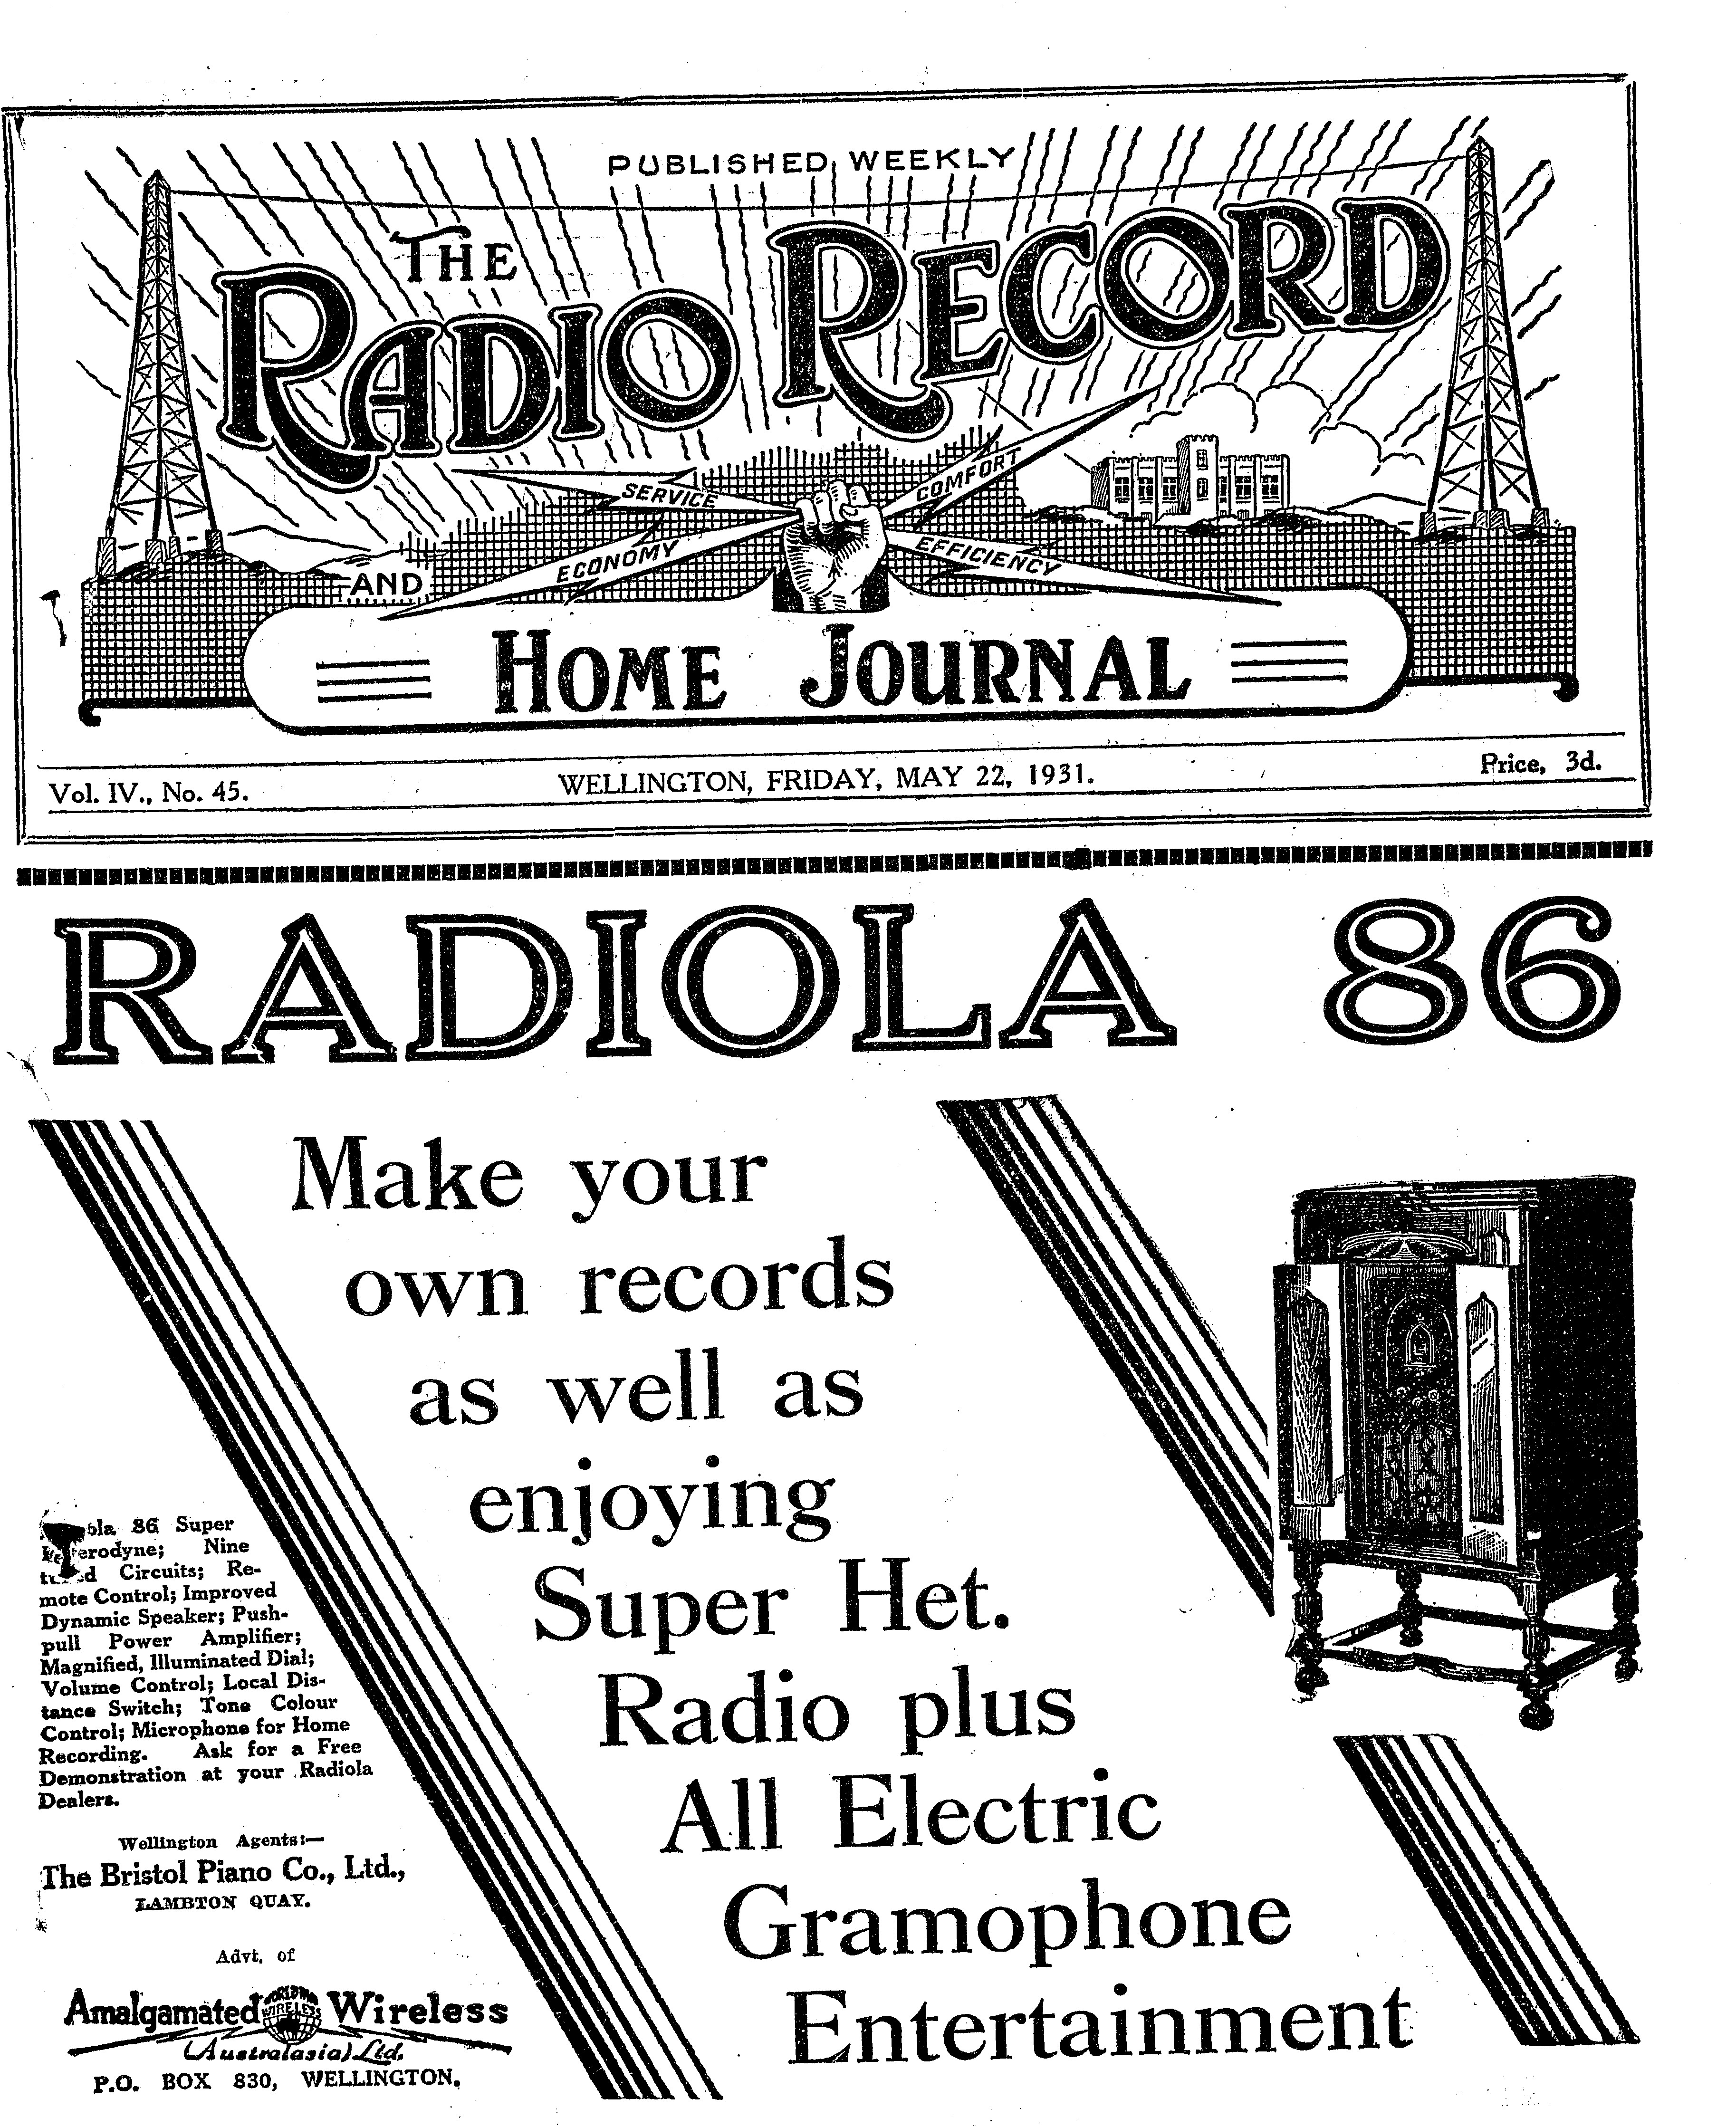 PUBLISHED WEEKLY
THE
RADIO RECORD
SERVICE
COMFORT
ECONOMY
EFFICIENCY
AND
HOME JOURNAL
Vol. IV., No. 45.
WELLINGTON, FRIDAY, MAY 22, 1931.
Price, 3d.
RADIOLA 86
Make your
own records
as well as
enjoying
Super Het.
Radio plus
All Electric
Gramophone
Entertainment
86 Super
Nine
Circuits; Re-
mote Control; Improved
Dynamic Speaker; Push-
pull Power Amplifier;
Magnified, Illuminated Dial;
Volume Control; Local Dis-
tance Switch; Tone Colour
Control; Microphone for Home
Recording. Ask for a Free
Demonstration at your Radiola
Dealers.
Wellington Agents:—
The Bristol Piano Co., Ltd.,
LAMBTON QUAY.
Advt. of
Amalgamated Wireless
WIRELESS
(Australasia) Ltd.
P.O. BOX 830, WELLINGTON.